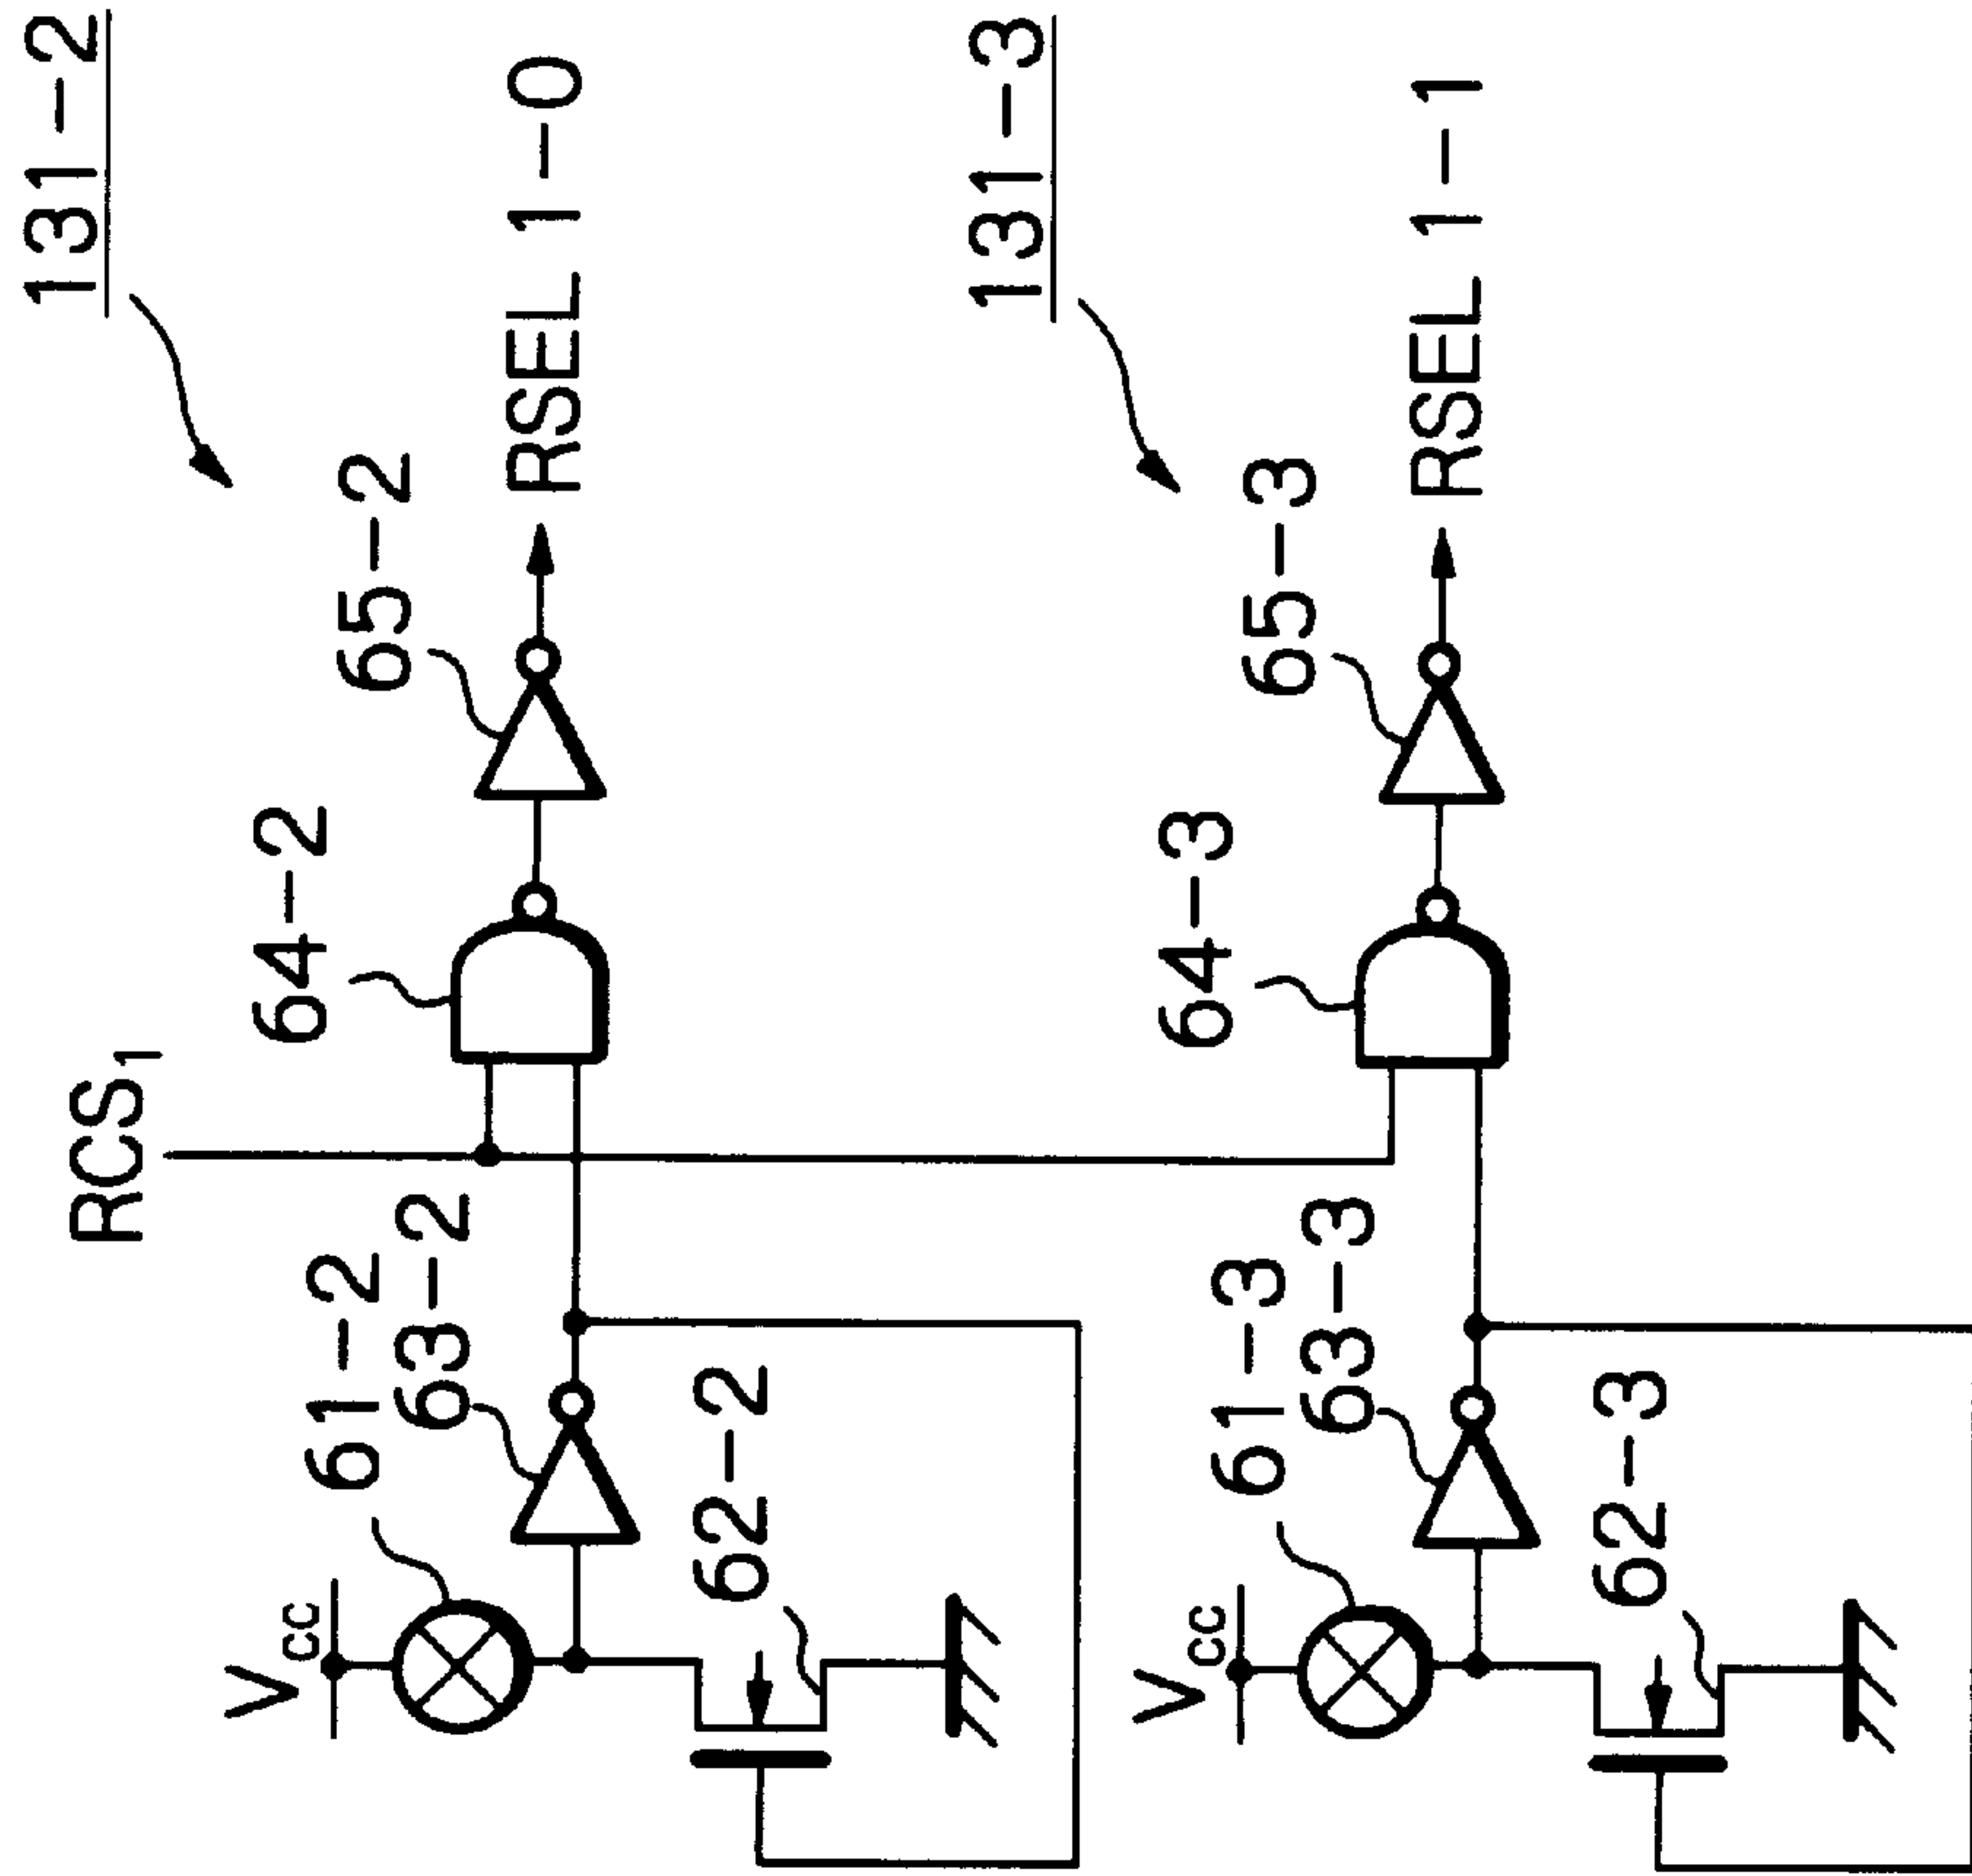 131-2
RCS1
64-2
65-2
RSEL 1-0
61-2
63-2
VCC
62-2
131-3
64-3
65-3
RSEL 1-1
61-3
63-3
VCC
62-3